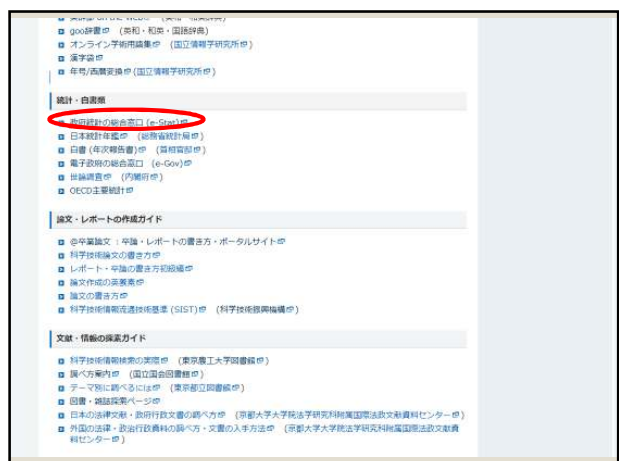 英辞郎 on the WEB (英和・和英辞典)
goo辞書 (英和・和英・国語辞典)
オンライン学術用語集 (国立情報学研究所)
漢字袋
年号/西暦変換 (国立情報学研究所)
統計・白書類
政府統計の総合窓口 (e-Stat)
日本統計年鑑 (総務省統計局)
白書 (年次報告書) (首相官邸)
電子政府の総合窓口 (e-Gov)
世論調査 (内閣府)
OECD主要統計
論文・レポートの作成ガイド
@卒業論文 : 卒論・レポートの書き方・ポータルサイト
科学技術論文の書き方
レポート・卒論の書き方初級編
論文作成の英義素
論文の書き方
科学技術情報流通技術基準 (SIST) (科学技術振興機構)
文献・情報の探索ガイド
科学技術情報検索の実際 (東京農工大学図書館)
調べ方案内 (国立国会図書館)
テーマ別に調べるには (東京都立図書館)
図書・雑誌探索ページ
日本の法律文献・政府行政文書の調べ方 (京都大学大学院法学研究科附属国際法政文献資料センター)
外国の法律・政治行政資料の調べ方・文書の入手方法 (京都大学大学院法学研究科附属国際法政文献資
料センター)